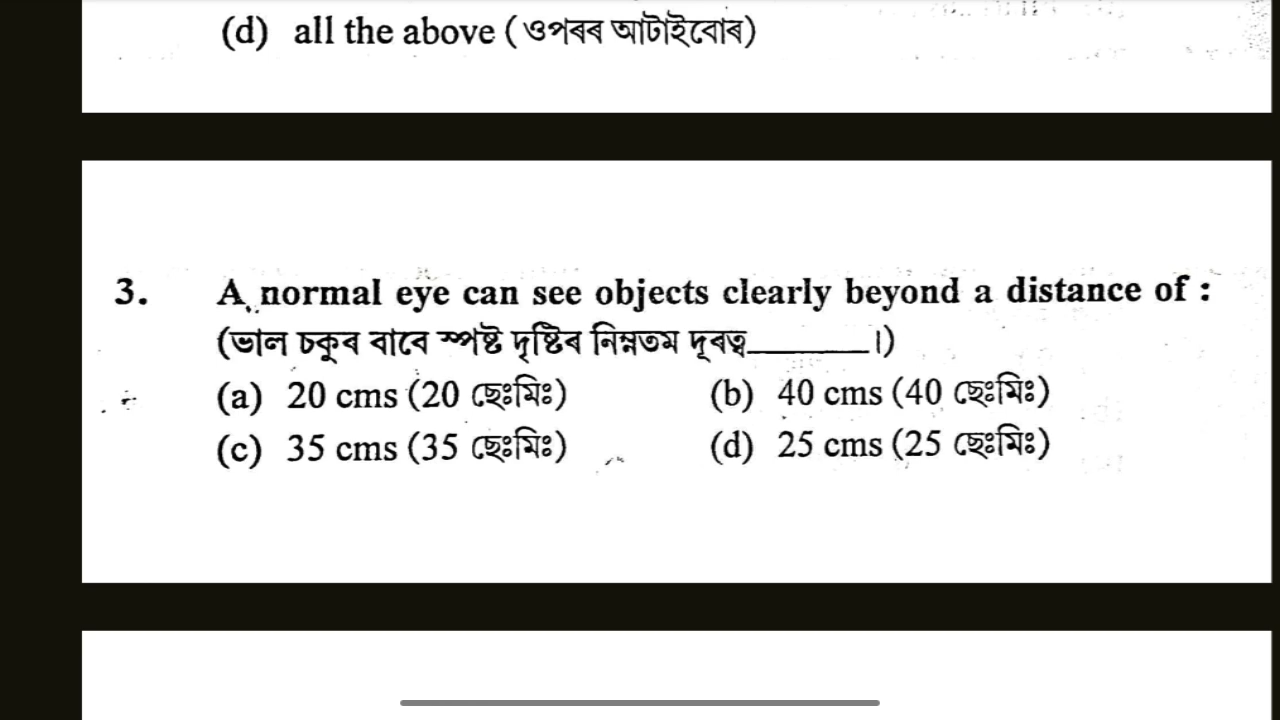 (d) all the above (ওপৰৰ আটাইবোৰ)
3. A normal eye can see objects clearly beyond a distance of :
(ভাল চকুৰ বাবে স্পষ্ট দৃষ্টিৰ নিম্নতম দূৰত্ব______।)
(a) 20 cms (20 ছেঃমিঃ) (b) 40 cms (40 ছেঃমিঃ)
(c) 35 cms (35 ছেঃমিঃ) (d) 25 cms (25 ছেঃমিঃ)